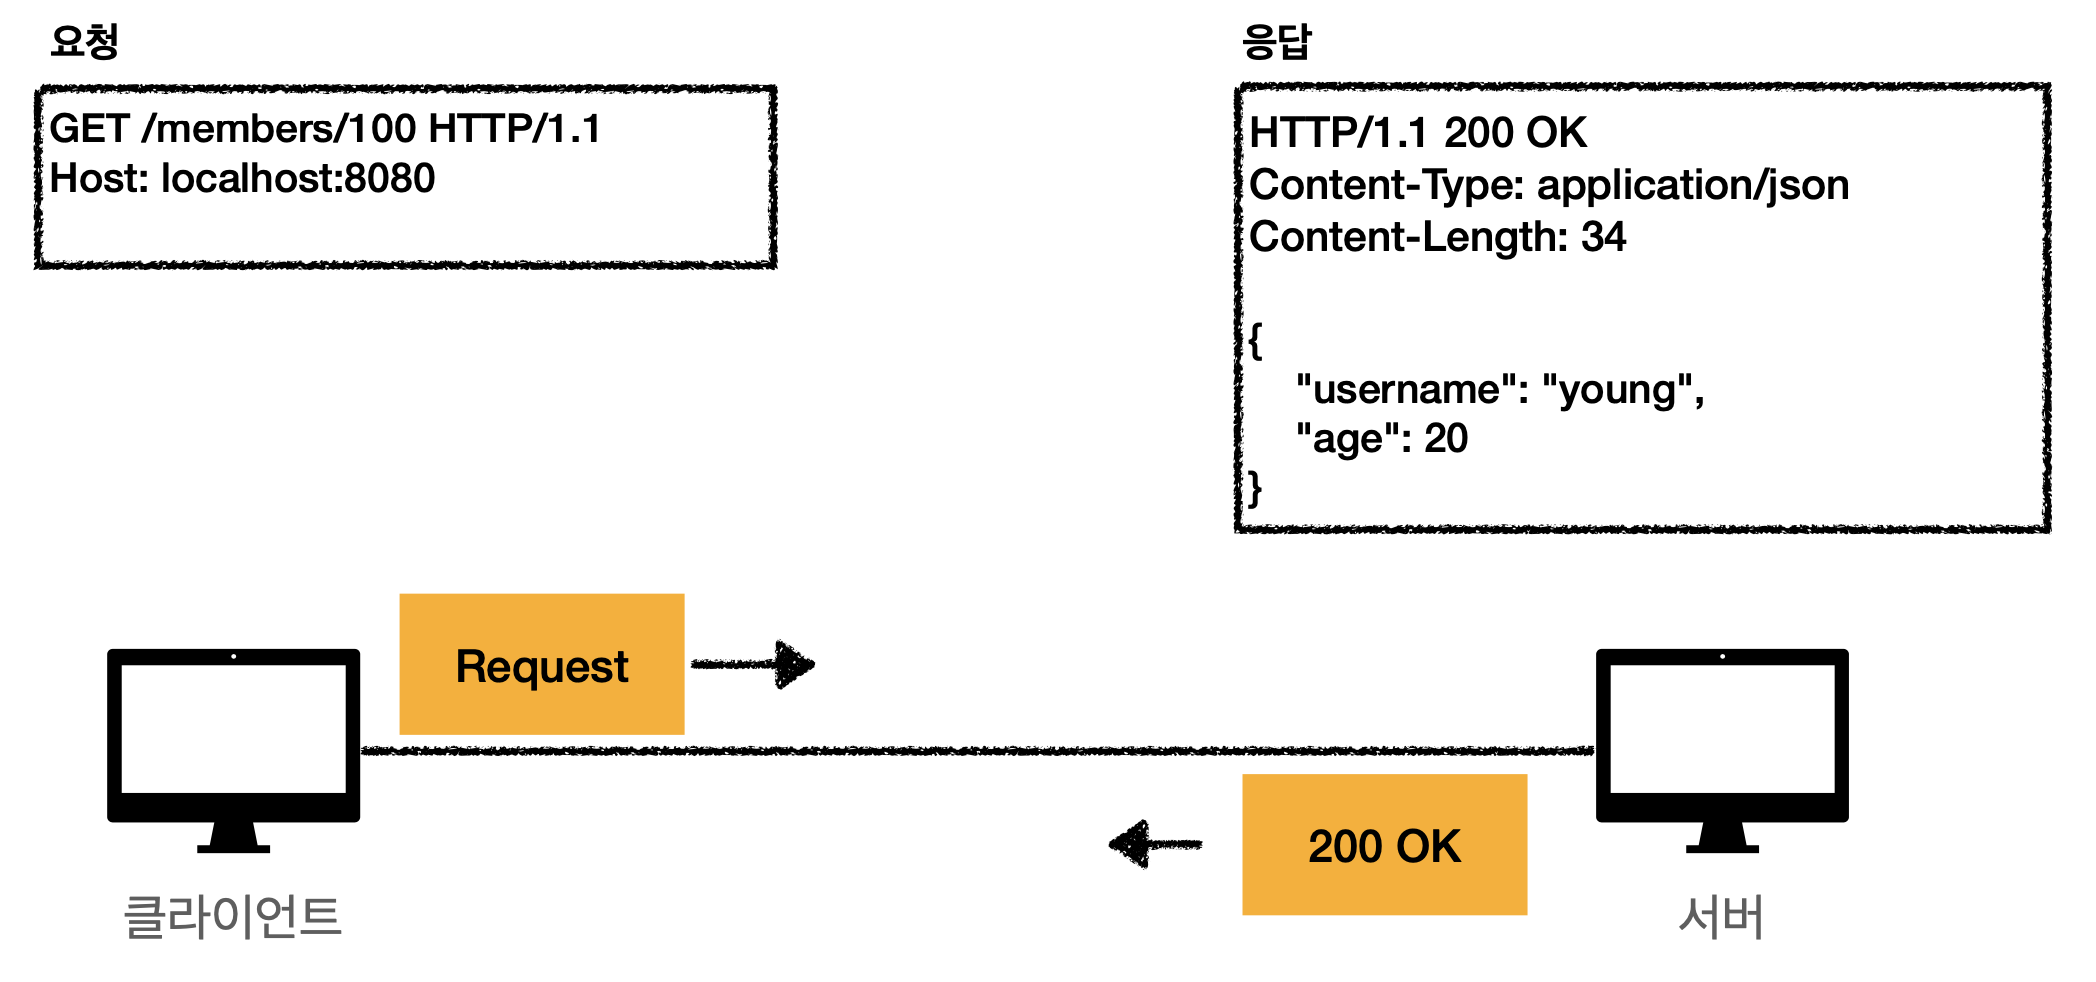 요청
GET /members/100 HTTP/1.1
Host: localhost:8080
응답
HTTP/1.1 200 OK
Content-Type: application/json
Content-Length: 34
{
"username": "young",
"age": 20
}
Request
200 OK
클라이언트
서버